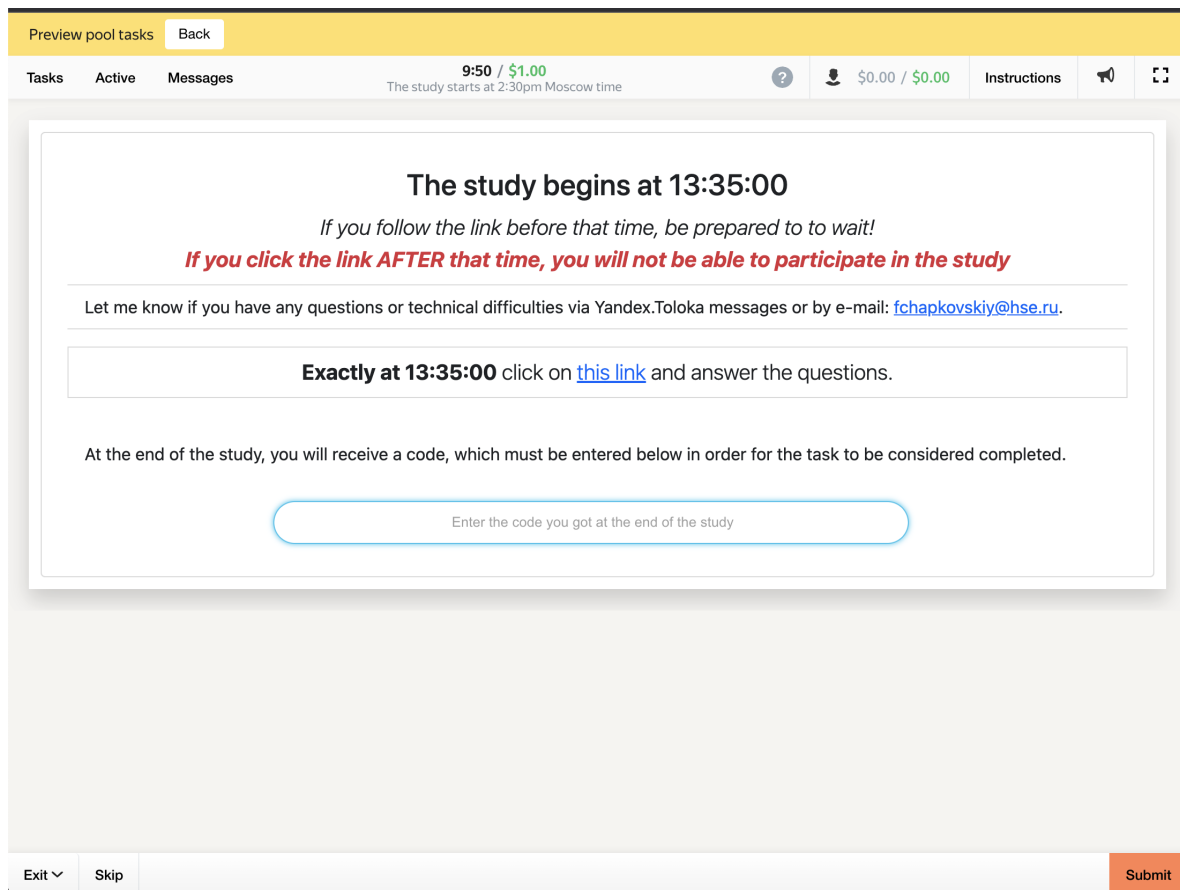 Preview pool tasks Back
Tasks Active Messages 9:50 / $1.00 ? $0.00 / $0.00 Instructions
The study starts at 2:30pm Moscow time
The study begins at 13:35:00
If you follow the link before that time, be prepared to to wait!
If you click the link AFTER that time, you will not be able to participate in the study
Let me know if you have any questions or technical difficulties via Yandex.Toloka messages or by e-mail: fchapkovskiy@hse.ru.
Exactly at 13:35:00 click on this link and answer the questions.
At the end of the study, you will receive a code, which must be entered below in order for the task to be considered completed.
Enter the code you got at the end of the study
Exit Skip Submit